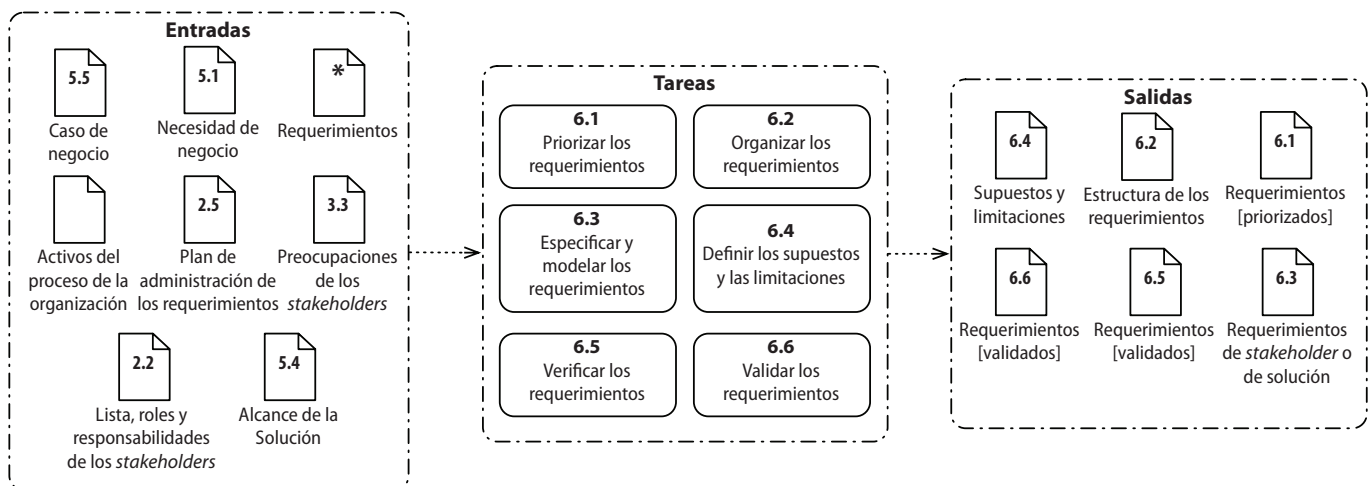 Entradas
5.5
Caso de
negocio
5.1
Necesidad de
negocio
*
Requerimientos
Activos del
proceso de la
organización
2.5
Plan de
administración de
los requerimientos
3.3
Preocupaciones
de los
stakeholders
2.2
Lista, roles y
responsabilidades
de los stakeholders
5.4
Alcance de la
Solución
Tareas
6.1
Priorizar los
requerimientos
6.2
Organizar los
requerimientos
6.3
Especificar y
modelar los
requerimientos
6.4
Definir los supuestos
y las limitaciones
6.5
Verificar los
requerimientos
6.6
Validar los
requerimientos
Salidas
6.4
Supuestos y
limitaciones
6.2
Estructura de los
requerimientos
6.1
Requerimientos
[priorizados]
6.6
Requerimientos
[validados]
6.5
Requerimientos
[validados]
6.3
Requerimientos
de stakeholder o
de solución